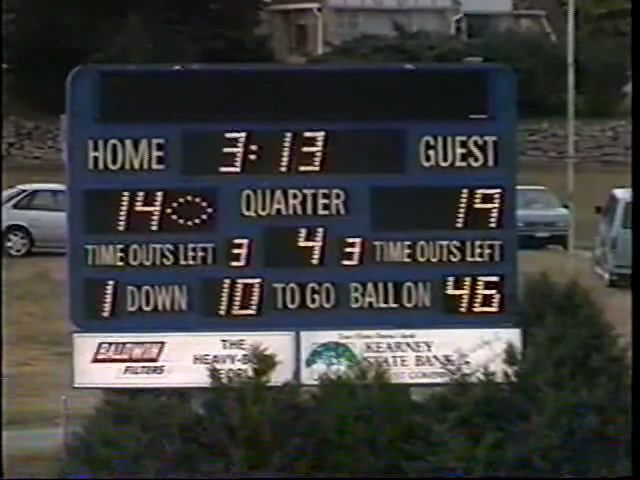 HOME 3:13 GUEST
14 QUARTER 19
TIME OUTS LEFT 3 4 3 TIME OUTS LEFT
1 DOWN 10 TO GO BALL ON 46
BALDWIN FILTERS THE
KEARNEY
STATE BANK